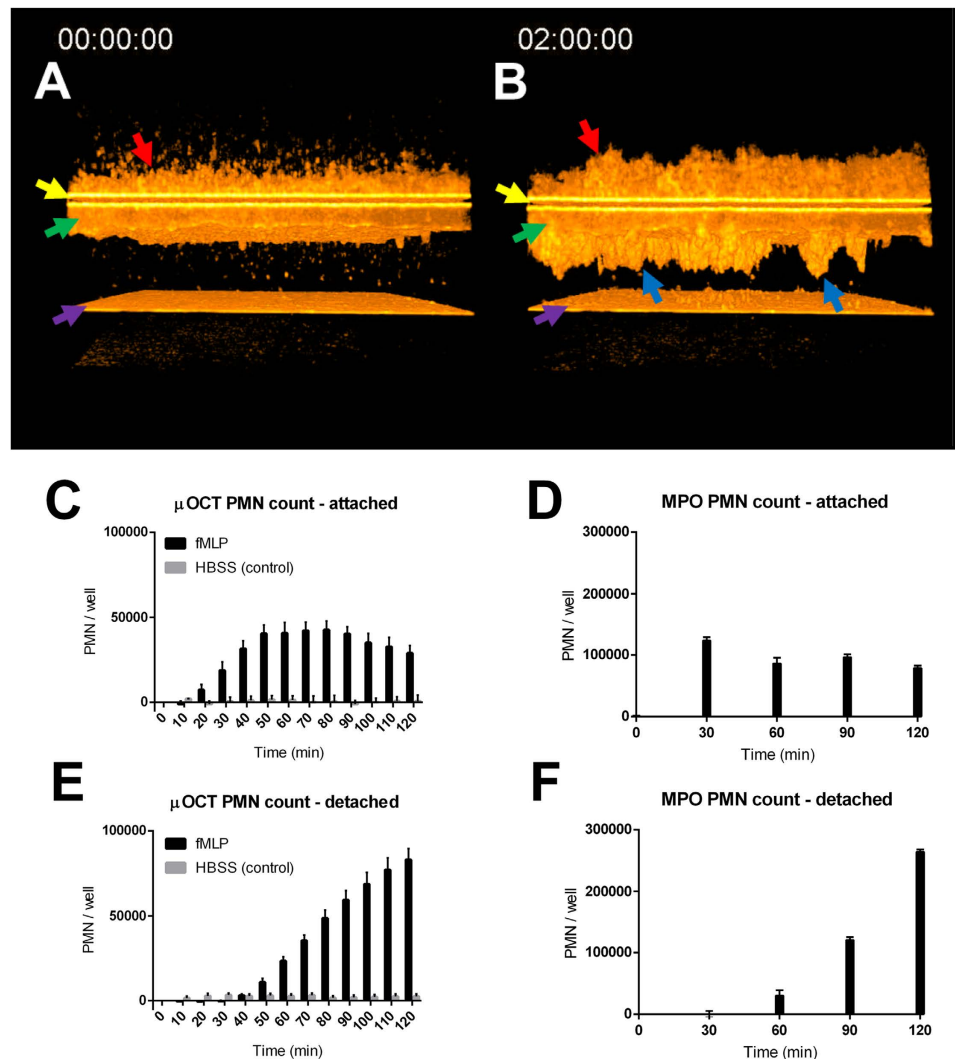 00:00:00
02:00:00
A
B
C
μOCT PMN count - attached
100000
50000
0
PMN / well
fMLP
HBSS (control)
0
10
20
30
40
50
60
70
80
90
100
110
120
Time (min)
D
MPO PMN count - attached
300000
200000
100000
0
PMN / well
0
30
60
90
120
Time (min)
E
μOCT PMN count - detached
100000
50000
0
PMN / well
fMLP
HBSS (control)
0
10
20
30
40
50
60
70
80
90
100
110
120
Time (min)
F
MPO PMN count - detached
300000
200000
100000
0
PMN / well
0
30
60
90
120
Time (min)